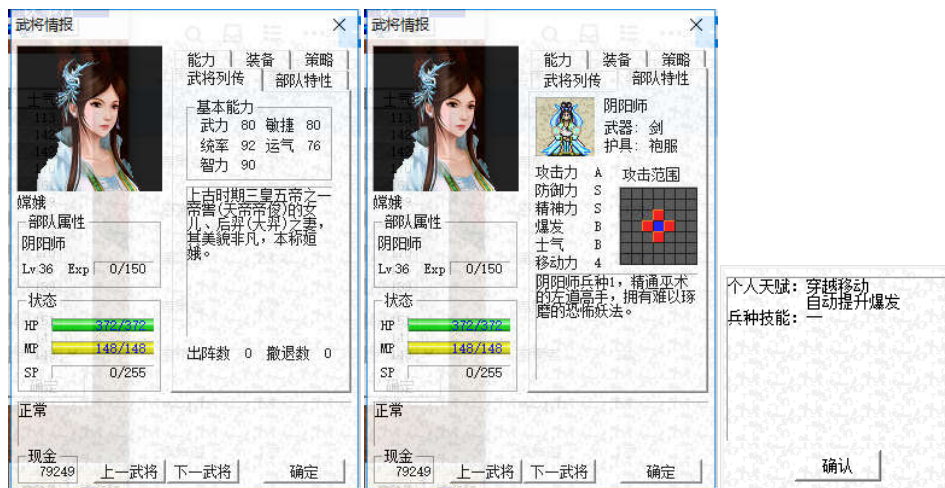 武将情报
能力 装备 策略
武将列传 部队特性
基本能力
武力 80 敏捷 80
统率 92 运气 76
智力 90
上古时期三皇五帝之一
帝喾(天帝帝俊)的女
儿、后羿(大羿)之妻，
其美貌非凡，本称姮
娥。
嫦娥
部队属性
阴阳师
Lv 36 Exp 0/150
状态
HP 372/372
MP 148/148
SP 0/255
出阵数 0 撤退数 0
正常
现金
79249 上一武将 下一武将 确定
武将情报
能力 装备 策略
武将列传 部队特性
阴阳师
武器: 剑
护具: 袍服
攻击力 A 攻击范围
防御力 S
精神力 S
爆发 B
士气 B
移动力 4
阴阳师兵种1，精通巫术
的左道高手，拥有难以琢
磨的恐怖妖法。
嫦娥
部队属性
阴阳师
Lv 36 Exp 0/150
状态
HP 372/372
MP 148/148
SP 0/255
正常
现金
79249 上一武将 下一武将 确定
个人天赋: 穿越移动
自动提升爆发
兵种技能: 一
确认